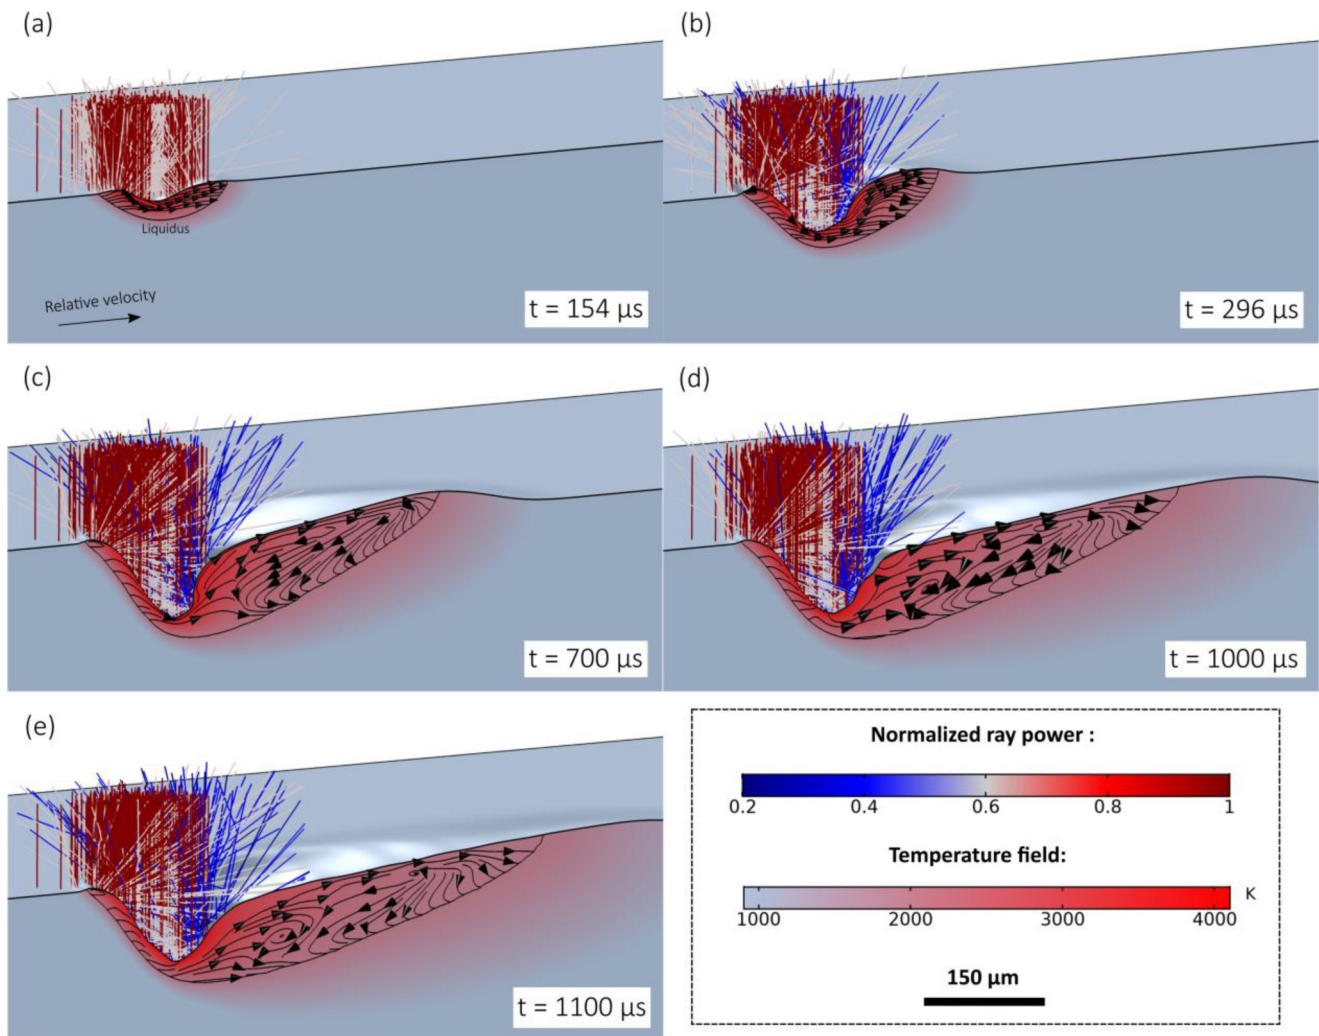 (a)
Liquidus
Relative velocity
t = 154 μs
(b)
t = 296 μs
(c)
t = 700 μs
(d)
t = 1000 μs
(e)
t = 1100 μs
Normalized ray power :
0.2 0.4 0.6 0.8 1
Temperature field:
K
1000 2000 3000 4000
150 μm